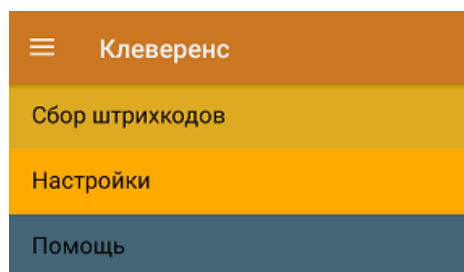 Клеверенс
Сбор штрихкодов
Настройки
Помощь